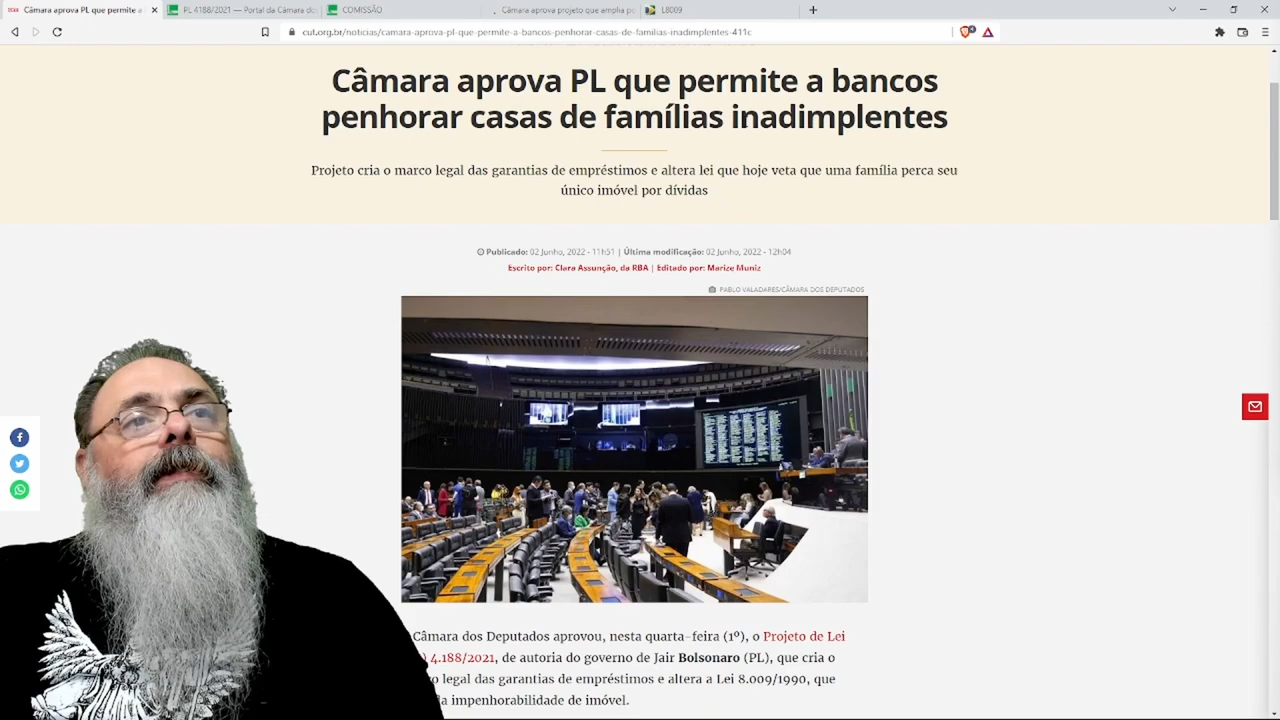 Câmara aprova PL que permite a
PL 4188/2021 — Portal da Câmara do
COMISSÃO
Câmara aprova projeto que amplia
L8009
cut.org.br/noticias/camara-aprova-pl-que-permite-a-bancos-penhorar-casas-de-familias-inadimplentes-411c
Câmara aprova PL que permite a bancos
penhorar casas de famílias inadimplentes
Projeto cria o marco legal das garantias de empréstimos e altera lei que hoje veta que uma família perca seu
único imóvel por dívidas
Publicado: 02 Junho, 2022 - 11h51 | Última modificação: 02 Junho, 2022 - 12h04
Escrito por: Clara Assunção, da RBA | Editado por: Marize Muniz
PABLO VALADARES/CÂMARA DOS DEPUTADOS
Câmara dos Deputados aprovou, nesta quarta-feira (1º), o Projeto de Lei
4.188/2021, de autoria do governo de Jair Bolsonaro (PL), que cria o
legal das garantias de empréstimos e altera a Lei 8.009/1990, que
a impenhorabilidade de imóvel.